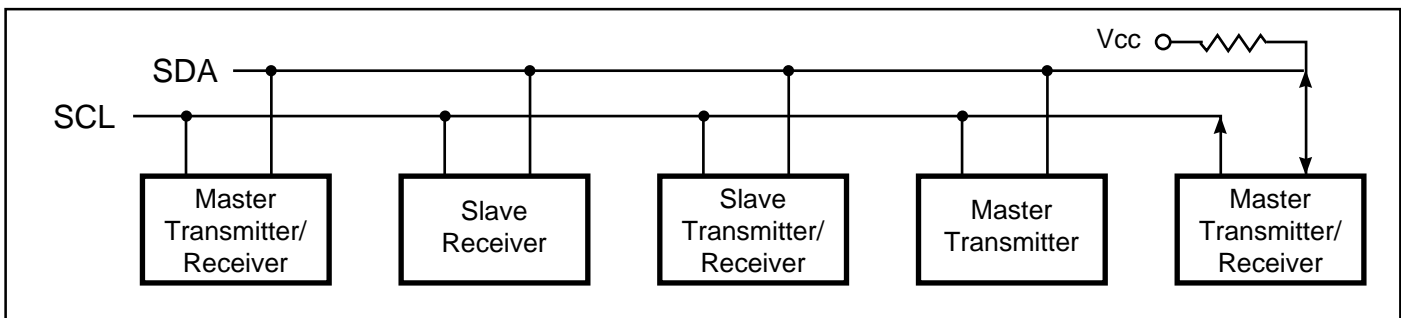 Vcc
SDA
SCL
Master
Transmitter/
Receiver
Slave
Receiver
Slave
Transmitter/
Receiver
Master
Transmitter
Master
Transmitter/
Receiver